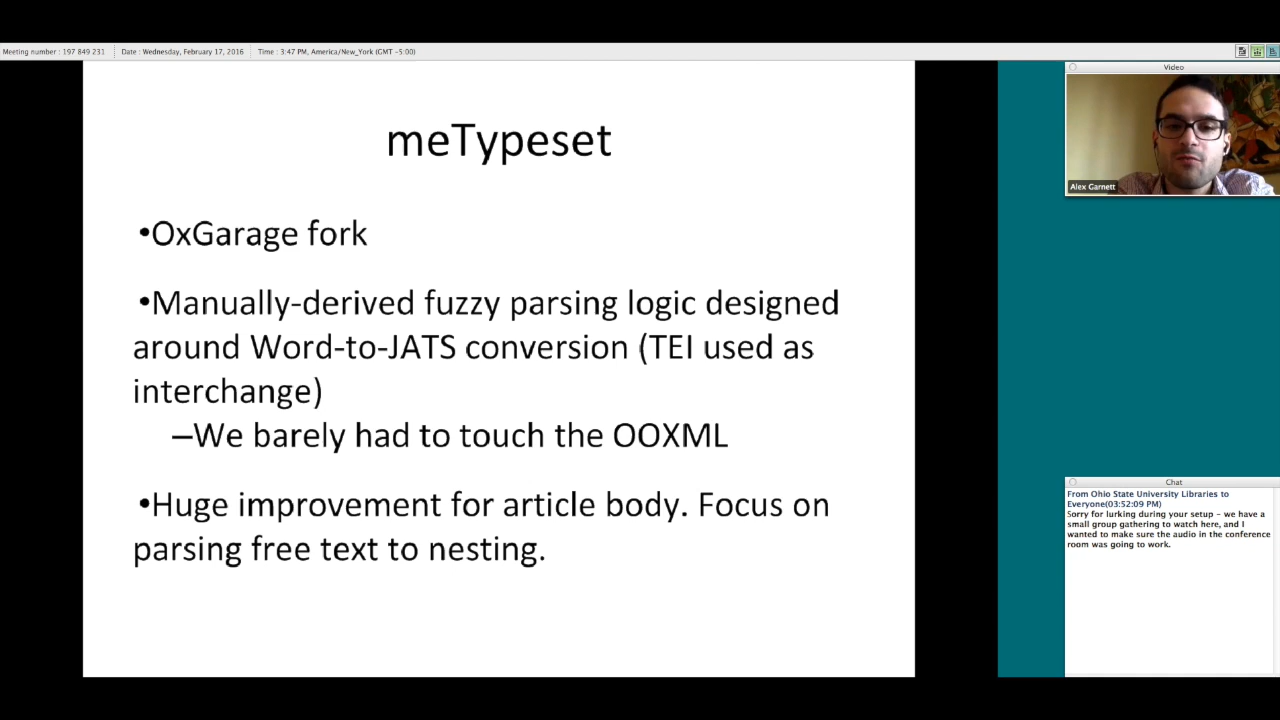 Meeting number : 197 849 231
Date : Wednesday, February 17, 2016
Time : 3:47 PM, America/New_York (GMT -5:00)
meTypeset
•OxGarage fork
•Manually-derived fuzzy parsing logic designed
around Word-to-JATS conversion (TEI used as
interchange)
–We barely had to touch the OOXML
•Huge improvement for article body. Focus on
parsing free text to nesting.
Video
Alex Garnett
Chat
From Ohio State University Libraries to
Everyone(03:52:09 PM)
Sorry for lurking during your setup - we have a
small group gathering to watch here, and I
wanted to make sure the audio in the conference
room was going to work.